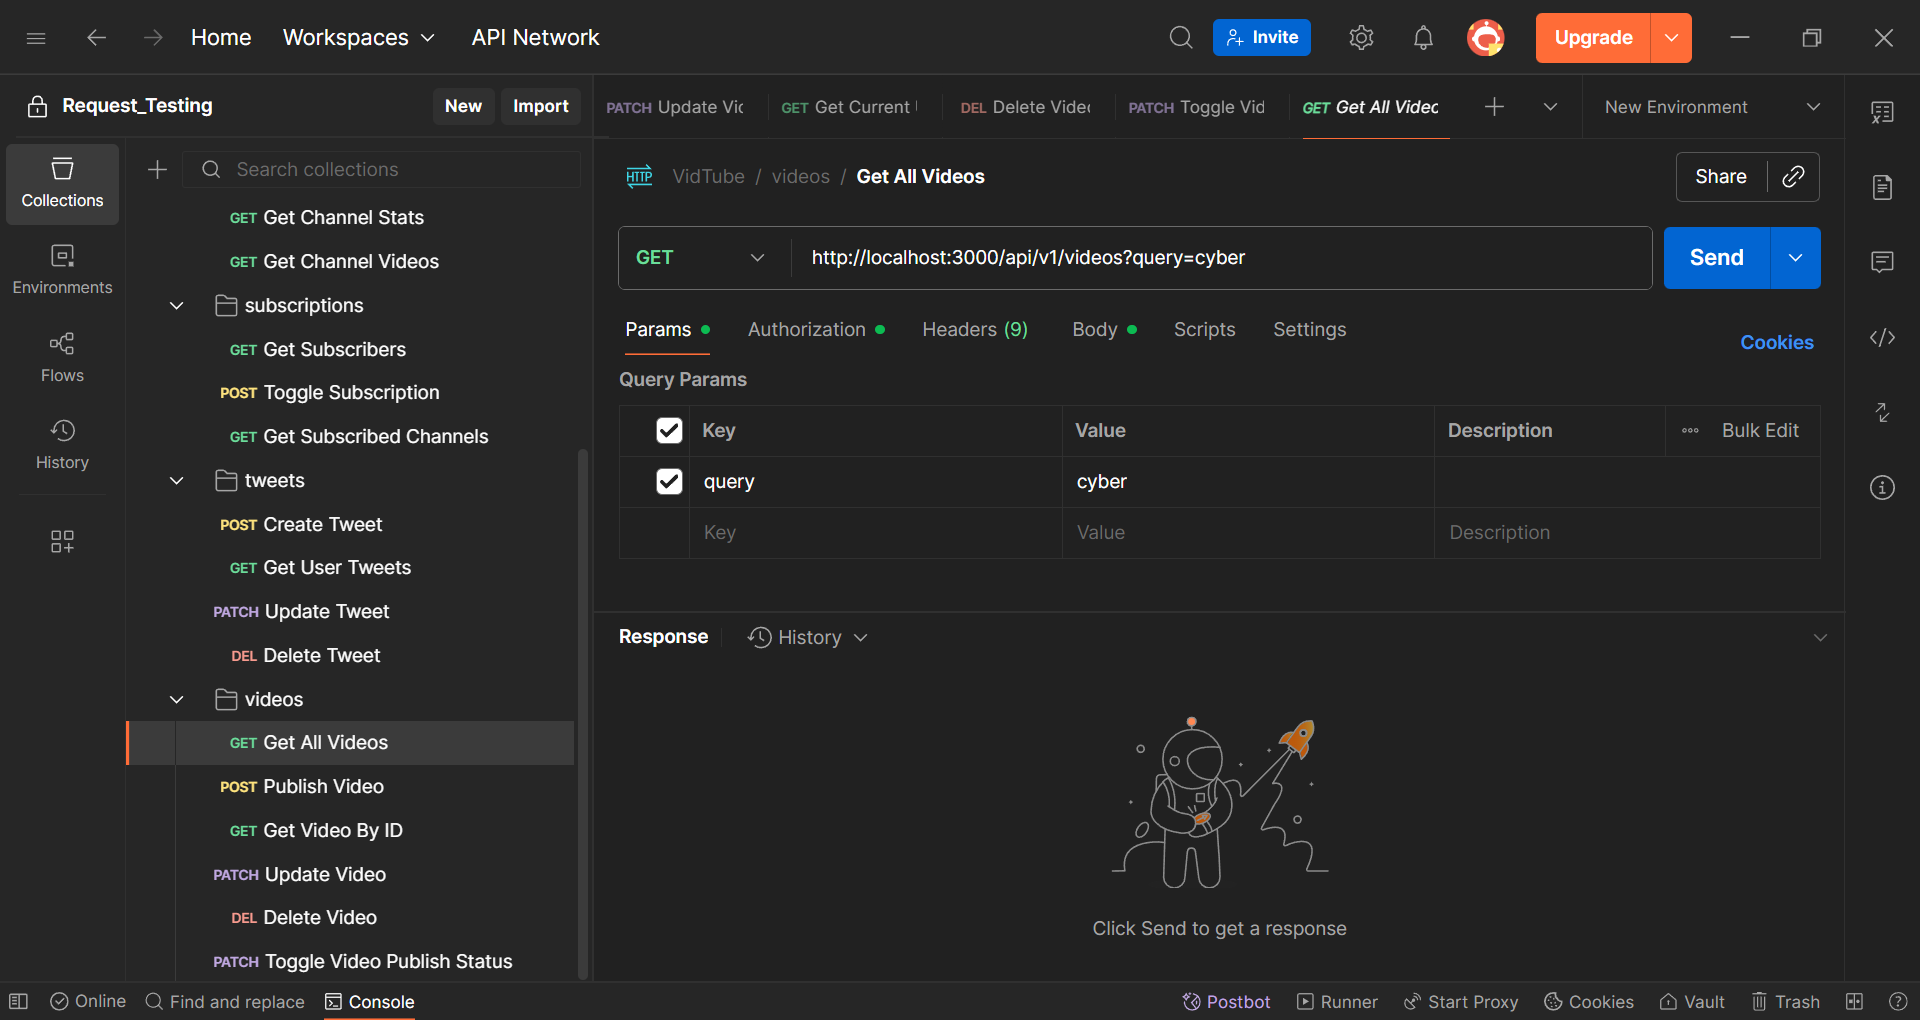 Home Workspaces API Network Invite Upgrade
Request_Testing New Import
PATCH Update Vic GET Get Current DEL Delete Video PATCH Toggle Vid GET Get All Videc New Environment
Collections
Environments
Flows
History
Search collections
GET Get Channel Stats
GET Get Channel Videos
subscriptions
GET Get Subscribers
POST Toggle Subscription
GET Get Subscribed Channels
tweets
POST Create Tweet
GET Get User Tweets
PATCH Update Tweet
DEL Delete Tweet
videos
GET Get All Videos
POST Publish Video
GET Get Video By ID
PATCH Update Video
DEL Delete Video
PATCH Toggle Video Publish Status
HTTP VidTube / videos / Get All Videos Share
GET http://localhost:3000/api/v1/videos?query=cyber Send
Params Authorization Headers (9) Body Scripts Settings Cookies
Query Params
Key Value Description Bulk Edit
query cyber
Key Value Description
Response History
Click Send to get a response
Online Find and replace Console Postbot Runner Start Proxy Cookies Vault Trash